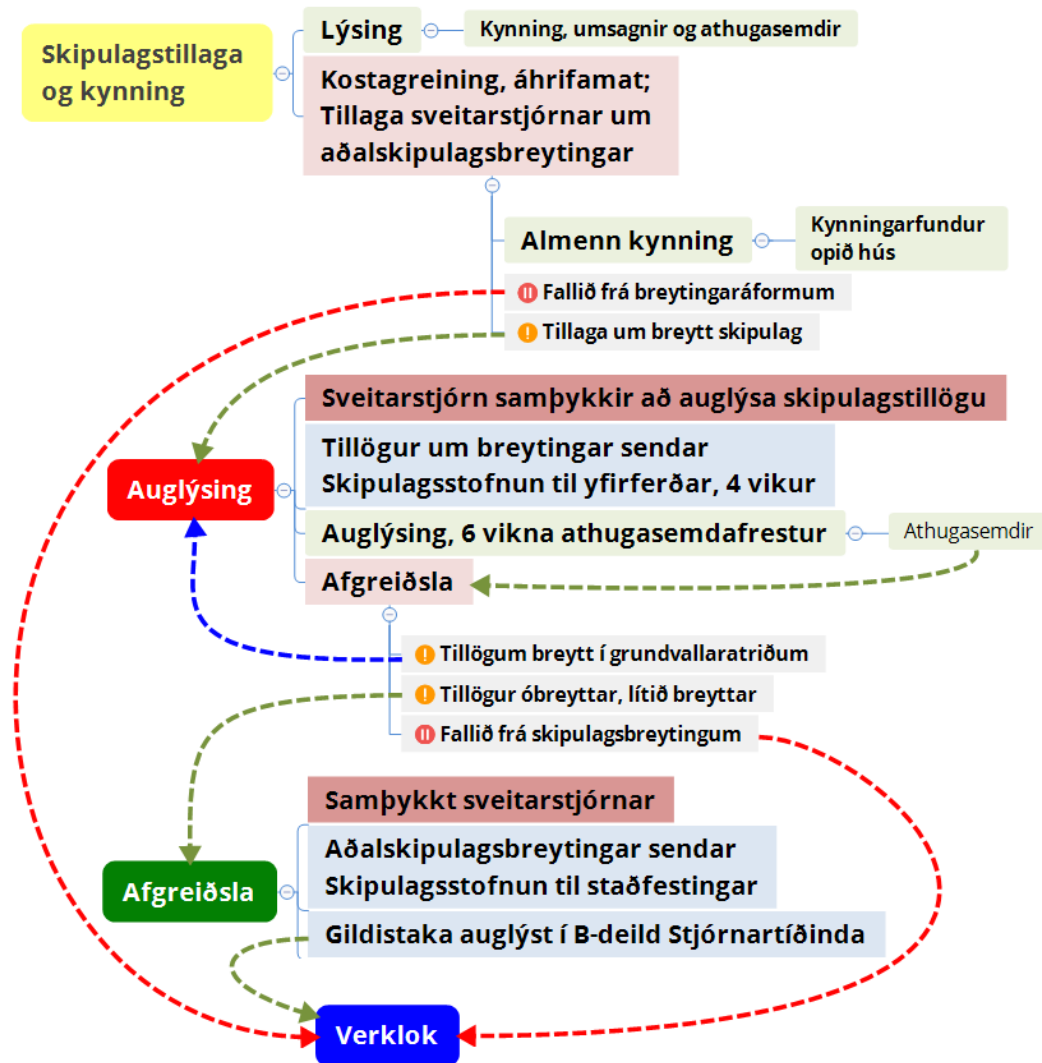 Skipulagstillaga
og kynning
Lýsing
Kynning, umsagnir og athugasemdir
Kostagreining, áhrifamat;
Tillaga sveitarstjórnar um
aðalskipulagsbreytingar
Almenn kynning
Kynningarfundur
opið hús
Fallið frá breytingaráformum
Tillaga um breytt skipulag
Auglýsing
Sveitarstjórn samþykkir að auglýsa skipulagstillögu
Tillögur um breytingar sendar
Skipulagsstofnun til yfirferðar, 4 vikur
Auglýsing, 6 vikna athugasemdafrestur
Athugasemdir
Afgreiðsla
Tillögum breytt í grundvallaratriðum
Tillögur óbreyttar, lítið breyttar
Fallið frá skipulagsbreytingum
Afgreiðsla
Samþykkt sveitarstjórnar
Aðalskipulagsbreytingar sendar
Skipulagsstofnun til staðfestingar
Gildistaka auglýst í B-deild Stjórnartíðinda
Verklok